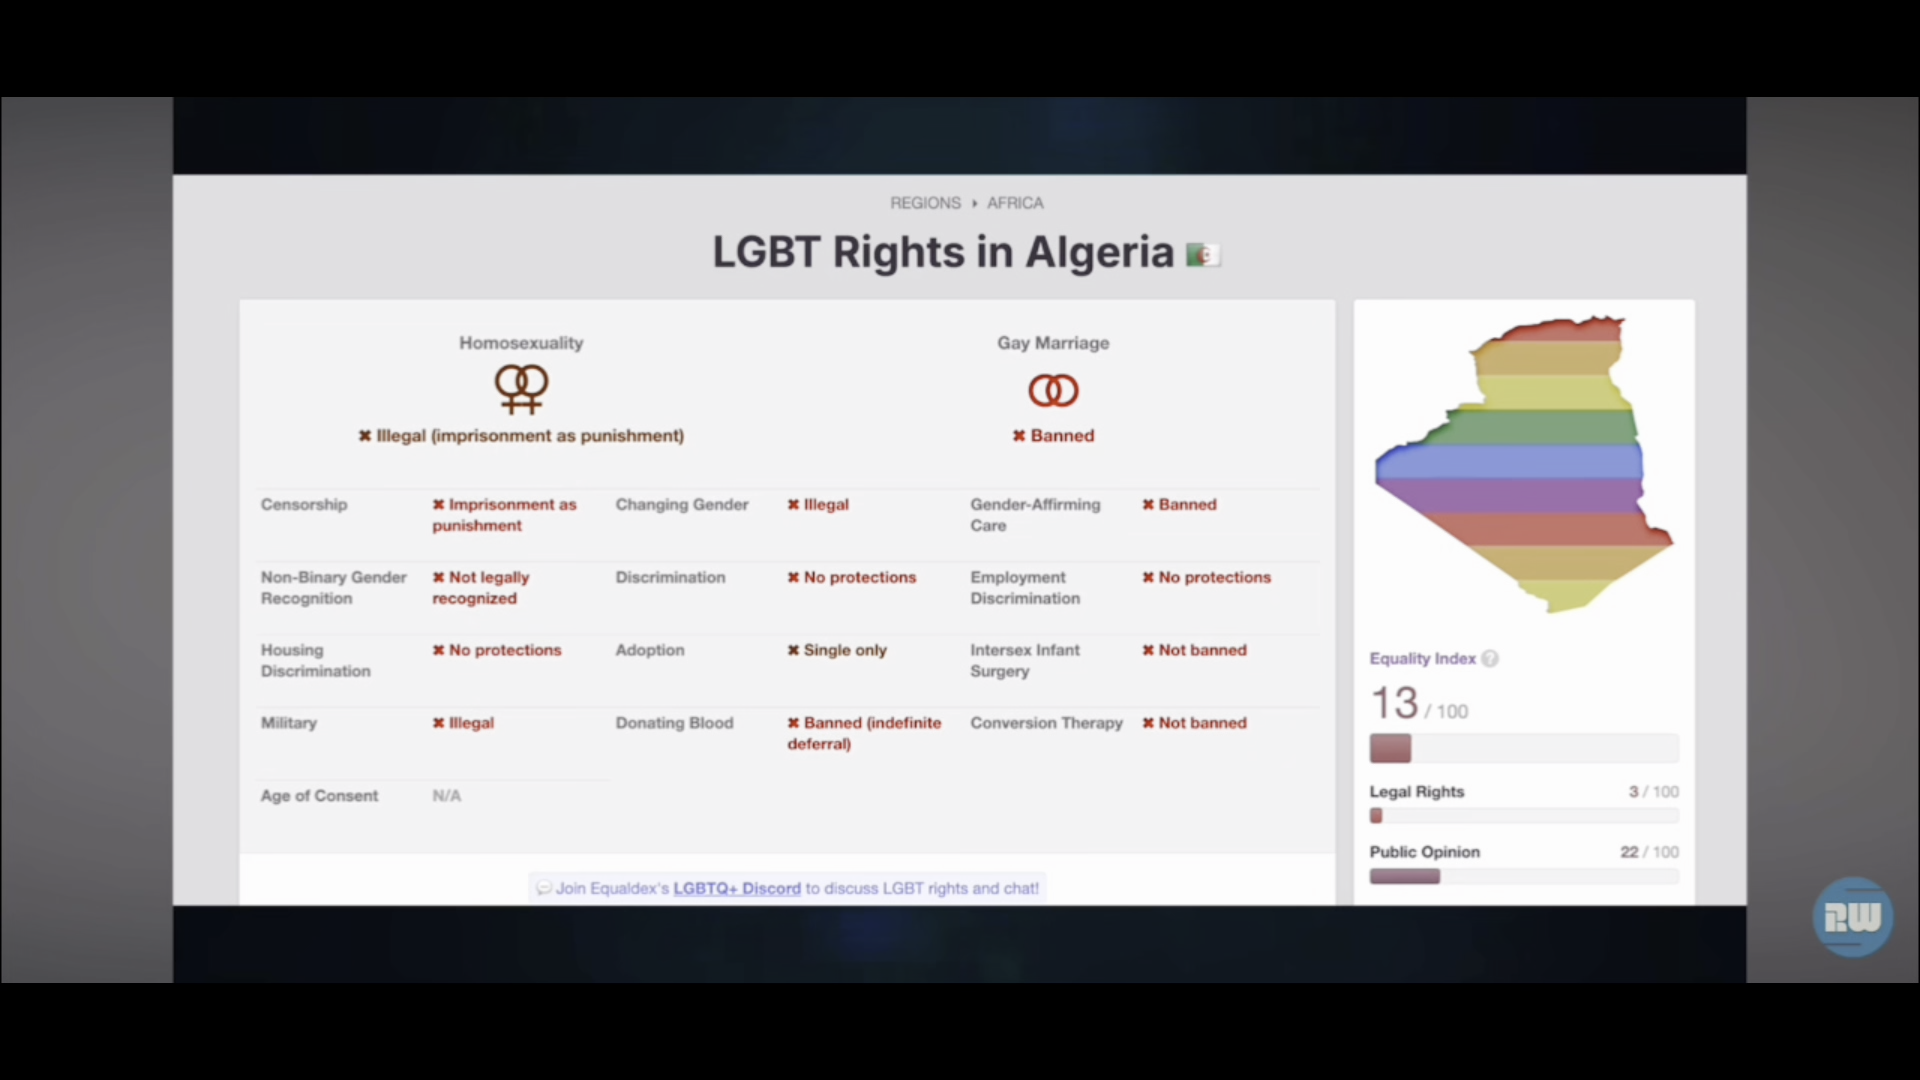 REGIONS ▸ AFRICA
LGBT Rights in Algeria
Homosexuality
✖ Illegal (imprisonment as punishment)
Gay Marriage
✖ Banned
Censorship
✖ Imprisonment as
punishment
Changing Gender
✖ Illegal
Gender-Affirming
Care
✖ Banned
Non-Binary Gender
Recognition
✖ Not legally
recognized
Discrimination
✖ No protections
Employment
Discrimination
✖ No protections
Housing
Discrimination
✖ No protections
Adoption
✖ Single only
Intersex Infant
Surgery
✖ Not banned
Military
✖ Illegal
Donating Blood
✖ Banned (indefinite
deferral)
Conversion Therapy
✖ Not banned
Age of Consent
N/A
Join Equaldex's LGBTQ+ Discord to discuss LGBT rights and chat!
Equality Index ?
13 / 100
Legal Rights 3 / 100
Public Opinion 22 / 100
RW